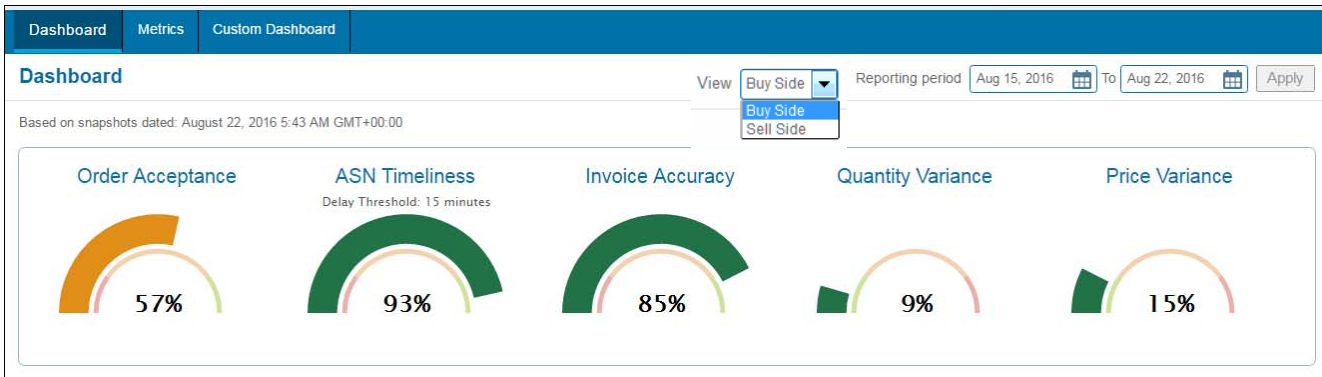 Dashboard Metrics Custom Dashboard
Dashboard
View Buy Side Reporting period Aug 15, 2016 To Aug 22, 2016 Apply
Buy Side
Sell Side
Based on snapshots dated: August 22, 2016 5:43 AM GMT+00:00
Order Acceptance ASN Timeliness Invoice Accuracy Quantity Variance Price Variance
Delay Threshold: 15 minutes
57% 93% 85% 9% 15%